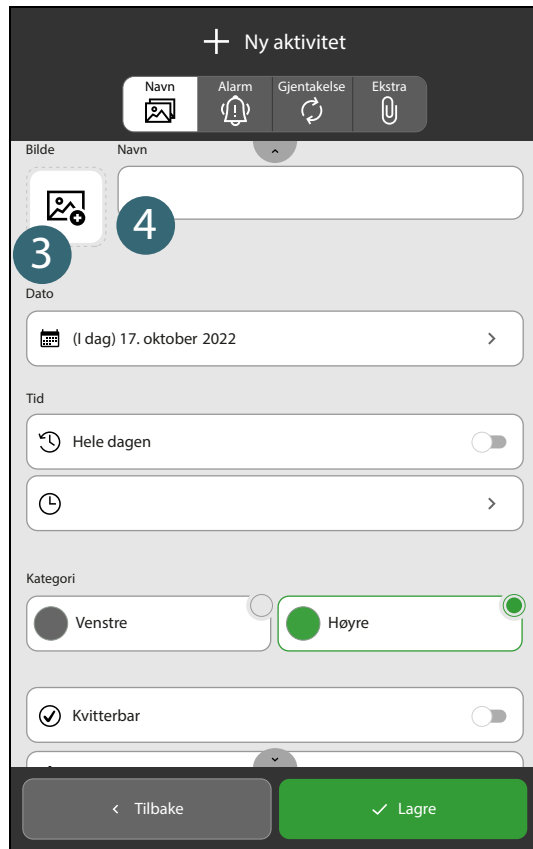 Ny aktivitet
Navn Alarm Gjentakelse Ekstra
Bilde Navn
3 4
Dato
(I dag) 17. oktober 2022
Tid
Hele dagen
Kategori
Venstre Høyre
Kvitterbar
Tilbake Lagre